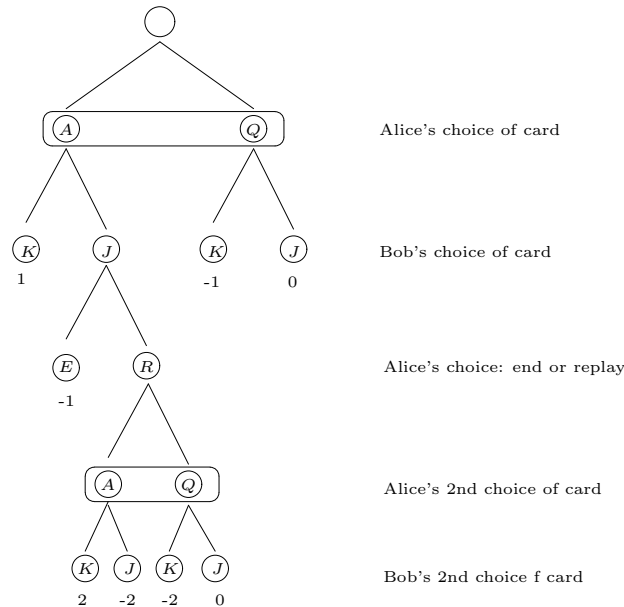 A Q Alice's choice of card
K J K J Bob's choice of card
1 -1 0
E R Alice's choice: end or replay
-1
A Q Alice's 2nd choice of card
K J K J Bob's 2nd choice f card
2 -2 -2 0